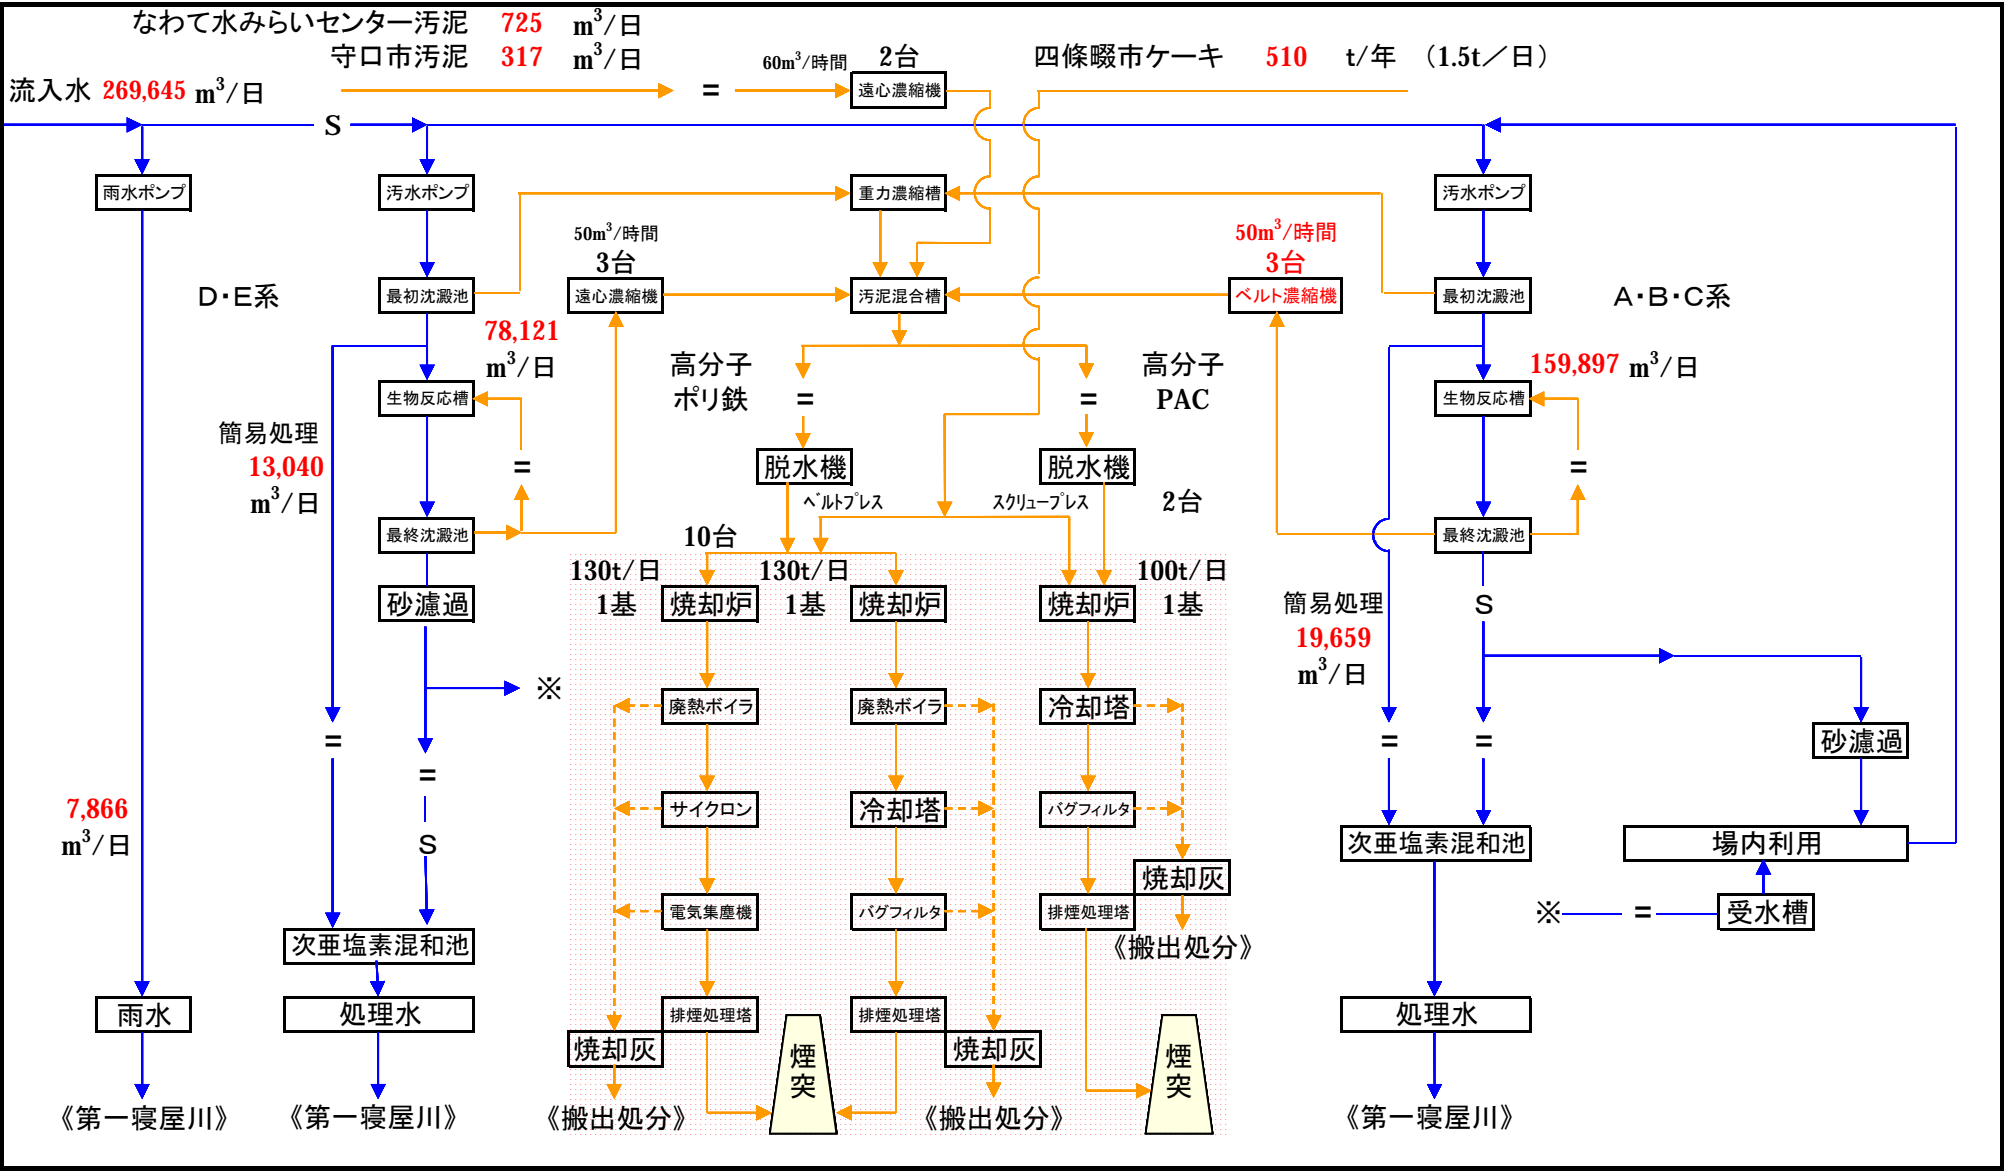 なわて水みらいセンター汚泥 725 m³/日
守口市汚泥 317 m³/日
60m³/時間 2台
四條畷市ケーキ 510 t/年 (1.5t/日)
流入水 269,645 m³/日
=
遠心濃縮機
S
雨水ポンプ
汚水ポンプ
重力濃縮槽
汚水ポンプ
50m³/時間
3台
50m³/時間
3台
D・E系
最初沈澱池
遠心濃縮機
汚泥混合槽
ベルト濃縮機
最初沈澱池
A・B・C系
78,121
m³/日
高分子
ポリ鉄
=
=
高分子
PAC
159,897 m³/日
生物反応槽
生物反応槽
簡易処理
13,040
m³/日
=
脱水機
脱水機
=
ベルトプレス
スクリュープレス
2台
最終沈澱池
10台
最終沈澱池
130t/日
1基
130t/日
1基
100t/日
1基
砂濾過
焼却炉
焼却炉
焼却炉
簡易処理
19,659
m³/日
S
※
廃熱ボイラ
廃熱ボイラ
冷却塔
=
=
=
=
砂濾過
7,866
m³/日
サイクロン
冷却塔
バグフィルタ
S
次亜塩素混和池
場内利用
焼却灰
電気集塵機
バグフィルタ
排煙処理塔
※
=
受水槽
次亜塩素混和池
《搬出処分》
雨水
処理水
排煙処理塔
排煙処理塔
処理水
焼却灰
煙突
焼却灰
煙突
《第一寝屋川》
《第一寝屋川》
《搬出処分》
《搬出処分》
《第一寝屋川》